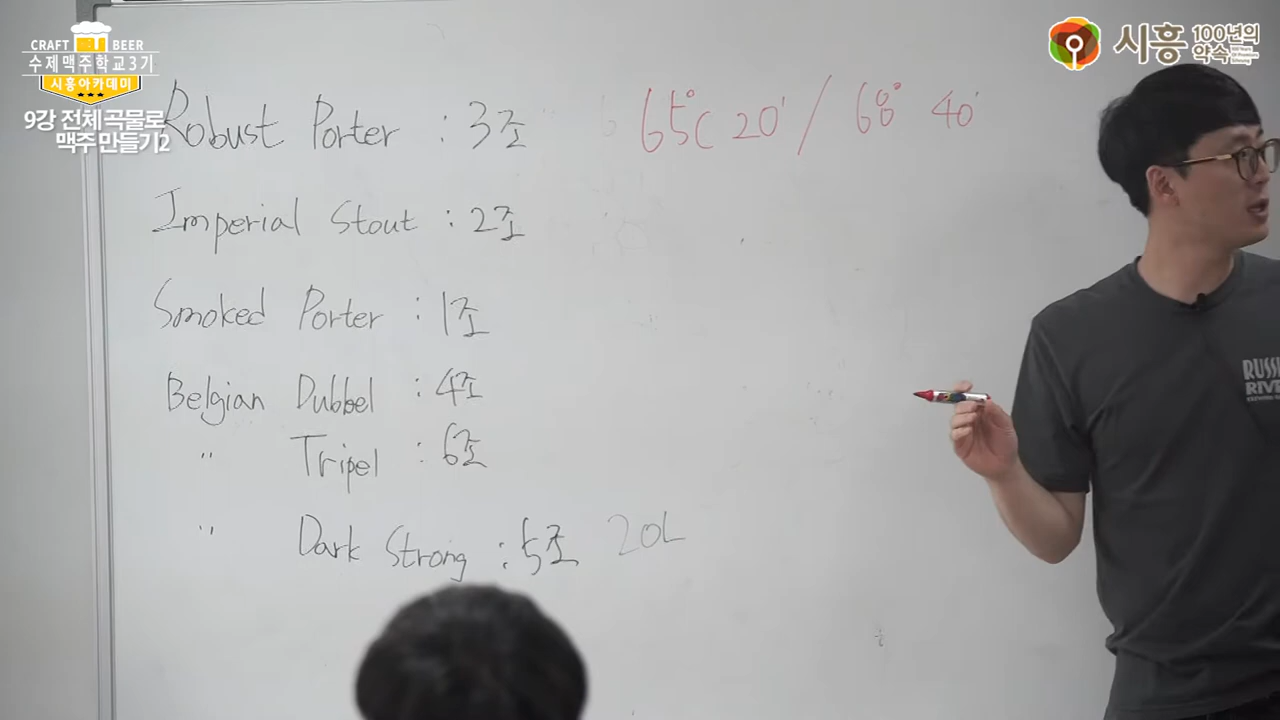 CRAFT BEER
수제맥주학교3기
시흥아카데미
9강 전체 곡물로
맥주 만들기2
시흥 100년의
약속
Robust Porter : 3조 65°C 20' / 68° 40'
Imperial Stout : 2조
Smoked Porter : 1조
Belgian Dubbel : 4조
" Tripel : 6조
" Dark Strong : 5조 20L
RUSSI
RIVE